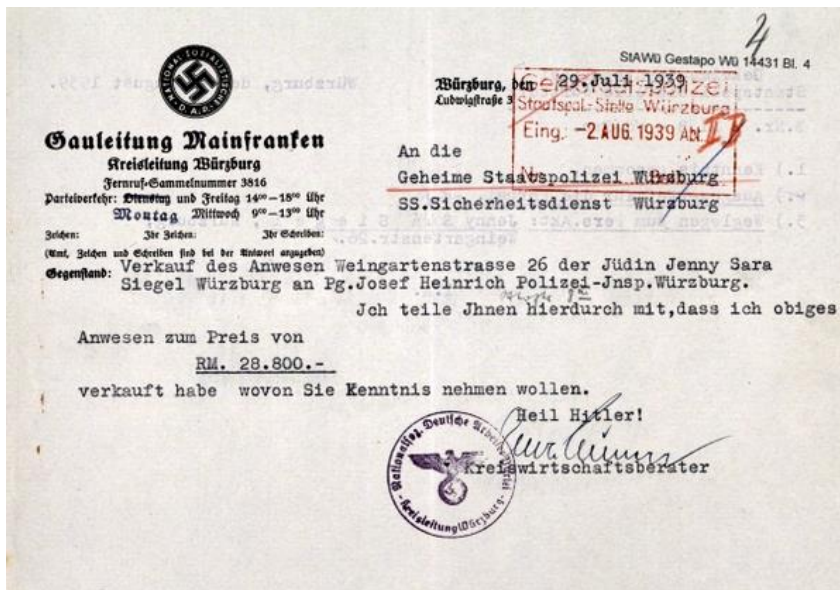 4
StAWü Gestapo Wü 14431 Bl. 4
NATIONAL-SOZIALISTISCHE
D.A.P.
Gauleitung Mainfranken
Kreisleitung Würzburg
Fernruf-Sammelnummer 3816
Parteiverkehr: Dienstag und Freitag 14⁰⁰—18⁰⁰ Uhr
Montag Mittwoch 9⁰⁰—13⁰⁰ Uhr
Zeichen: Ihr Zeichen: Ihr Schreiben:
(Amt, Zeichen und Schreiben sind bei der Antwort anzugeben)
Würzburg, den 29.Juli 1939
Ludwigstraße 3
Geheime Staatspolizei
Staatspol.-Stelle Würzburg
Eing.: -2.AUG.1939 Abt. II B
An die
Geheime Staatspolizei Würzburg
SS.Sicherheitsdienst Würzburg
Gegenstand: Verkauf des Anwesen Weingartenstrasse 26 der Jüdin Jenny Sara
Siegel Würzburg an Pg.Josef Heinrich Polizei-Jnsp.Würzburg.
Jch teile Jhnen hierdurch mit,dass ich obiges
Anwesen zum Preis von
RM. 28.800.-
verkauft habe wovon Sie Kenntnis nehmen wollen.
Heil Hitler!
Kreiswirtschaftsberater
Nationalsoz. Deutsche Arbeiter-Partei
Kreisleitung Würzburg